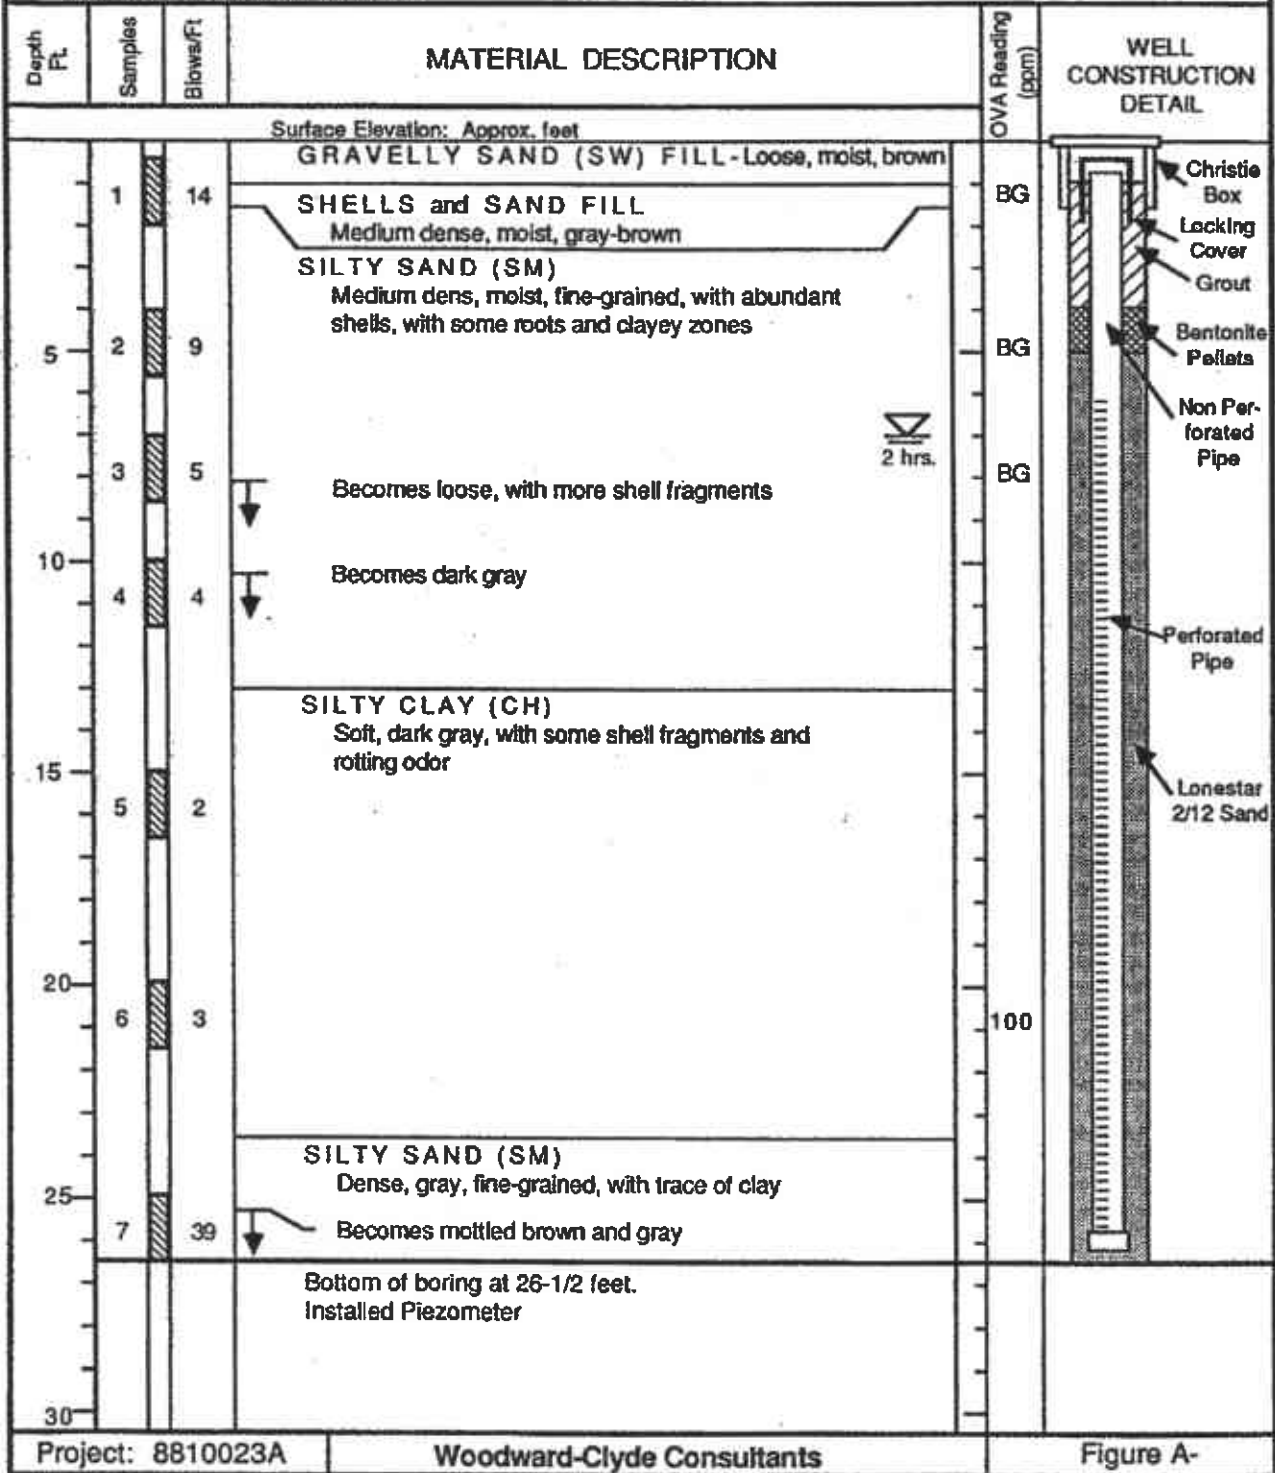 Depth Ft.
Samples
Blows/Ft
MATERIAL DESCRIPTION
OVA Reading (ppm)
WELL
CONSTRUCTION
DETAIL
Surface Elevation: Approx. feet
GRAVELLY SAND (SW) FILL-Loose, moist, brown
1
14
SHELLS and SAND FILL
Medium dense, moist, gray-brown
BG
Christie
Box
Locking
Cover
SILTY SAND (SM)
Medium dens, moist, fine-grained, with abundant
shells, with some roots and clayey zones
Grout
5
2
9
BG
Bentonite
Pellets
Non Per-
forated
Pipe
2 hrs.
3
5
BG
Becomes loose, with more shell fragments
10
Becomes dark gray
4
4
Perforated
Pipe
SILTY CLAY (CH)
Soft, dark gray, with some shell fragments and
rotting odor
15
5
2
Lonestar
2/12 Sand
20
6
3
100
SILTY SAND (SM)
Dense, gray, fine-grained, with trace of clay
25
7
39
Becomes mottled brown and gray
Bottom of boring at 26-1/2 feet.
Installed Piezometer
30
Project: 8810023A
Woodward-Clyde Consultants
Figure A-